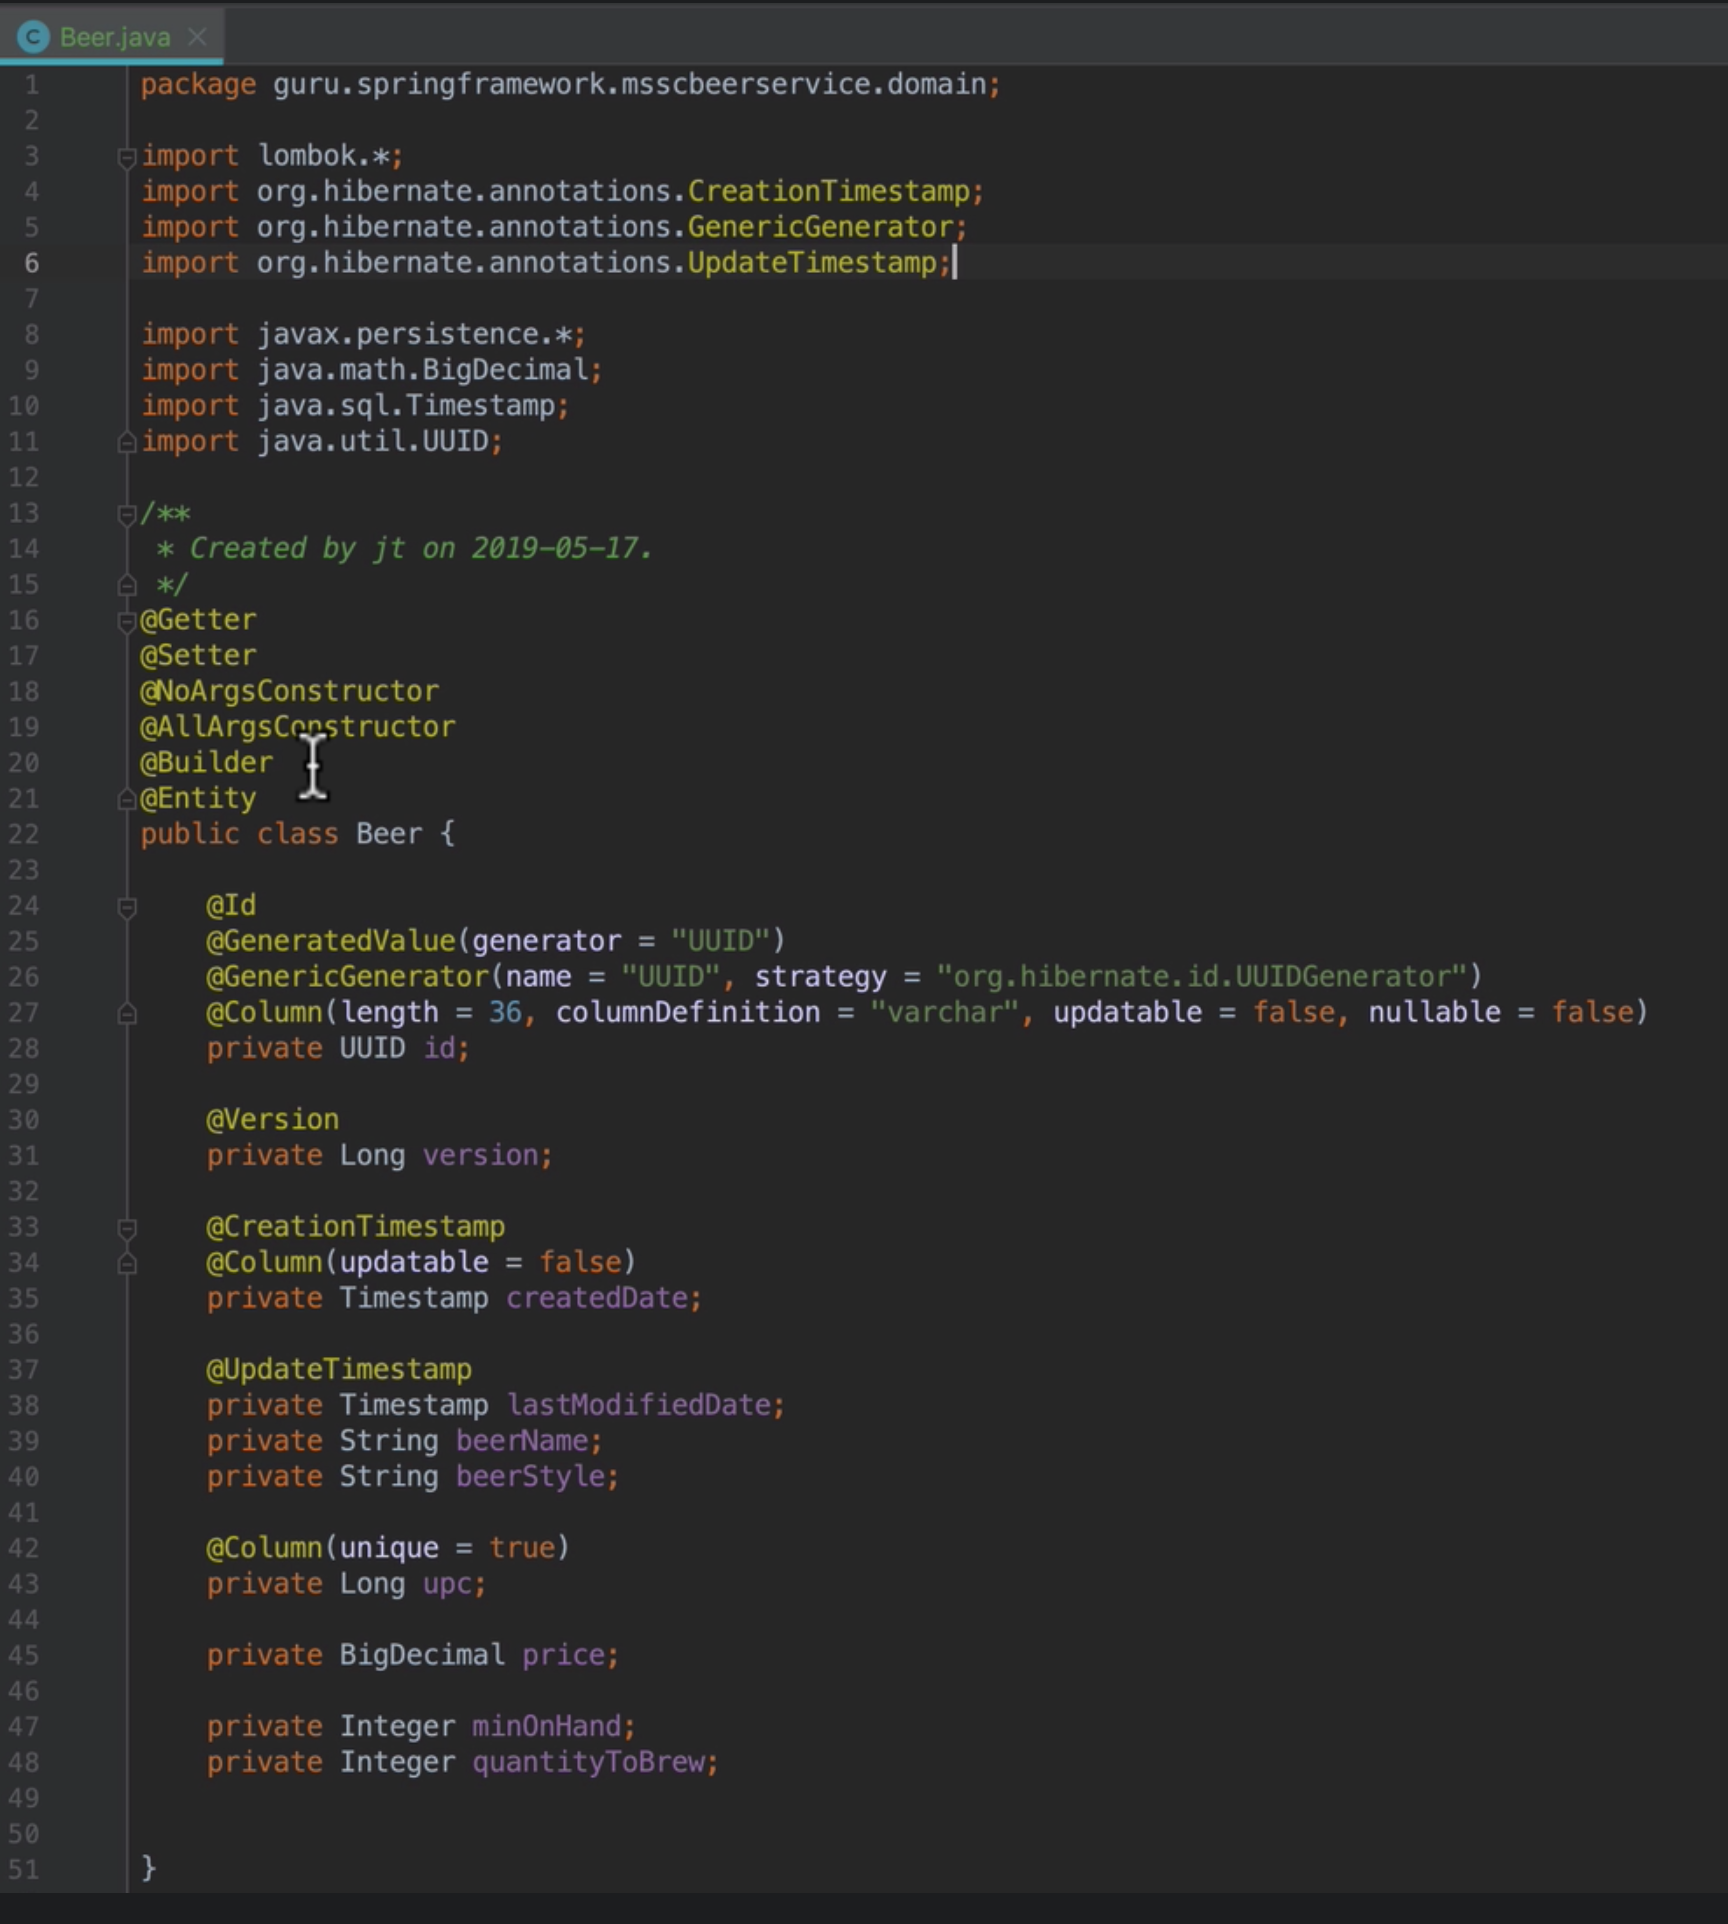 Beer.java
1 package guru.springframework.msscbeerservice.domain;
2
3 import lombok.*;
4 import org.hibernate.annotations.CreationTimestamp;
5 import org.hibernate.annotations.GenericGenerator;
6 import org.hibernate.annotations.UpdateTimestamp;
7
8 import javax.persistence.*;
9 import java.math.BigDecimal;
10 import java.sql.Timestamp;
11 import java.util.UUID;
12
13 /**
14  * Created by jt on 2019-05-17.
15  */
16 @Getter
17 @Setter
18 @NoArgsConstructor
19 @AllArgsConstructor
20 @Builder
21 @Entity
22 public class Beer {
23
24     @Id
25     @GeneratedValue(generator = "UUID")
26     @GenericGenerator(name = "UUID", strategy = "org.hibernate.id.UUIDGenerator")
27     @Column(length = 36, columnDefinition = "varchar", updatable = false, nullable = false)
28     private UUID id;
29
30     @Version
31     private Long version;
32
33     @CreationTimestamp
34     @Column(updatable = false)
35     private Timestamp createdDate;
36
37     @UpdateTimestamp
38     private Timestamp lastModifiedDate;
39     private String beerName;
40     private String beerStyle;
41
42     @Column(unique = true)
43     private Long upc;
44
45     private BigDecimal price;
46
47     private Integer minOnHand;
48     private Integer quantityToBrew;
49
50
51 }